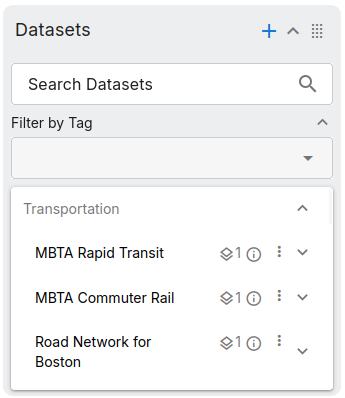 Datasets
Search Datasets
Filter by Tag
Transportation
MBTA Rapid Transit 1
MBTA Commuter Rail 1
Road Network for 1
Boston